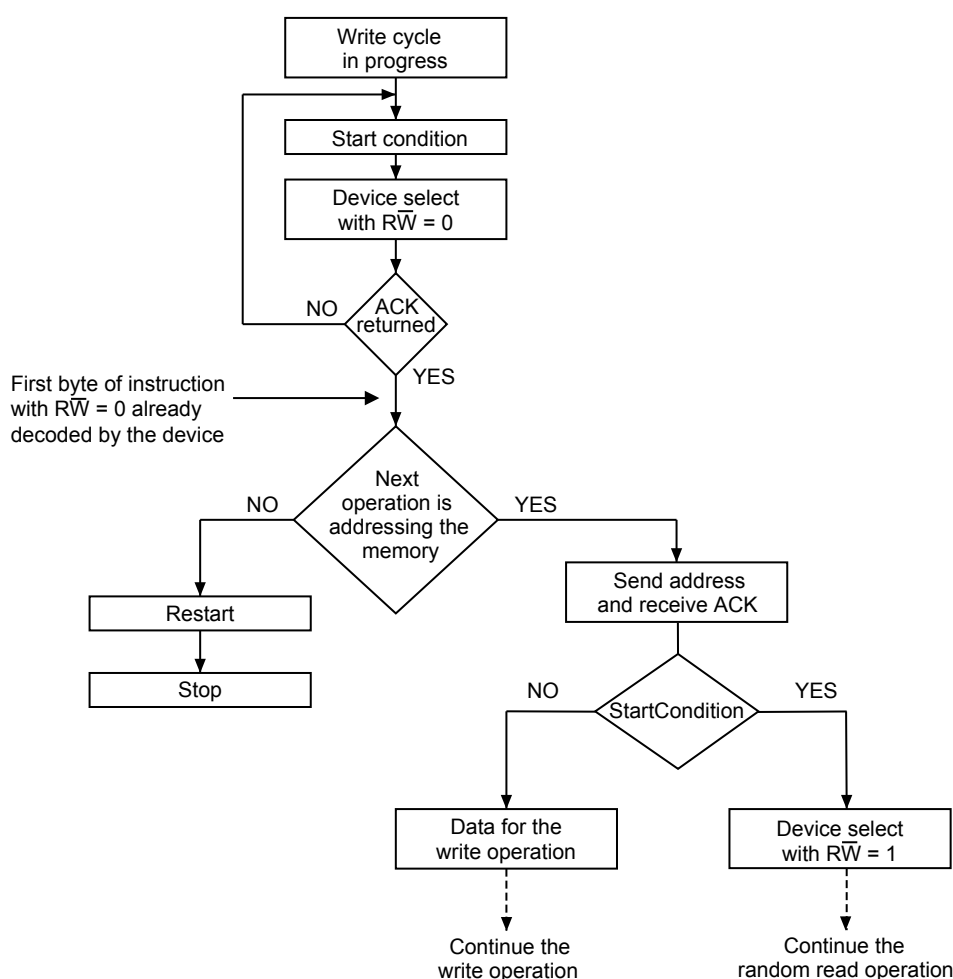 Write cycle
in progress
Start condition
Device select
with RW̅ = 0
NO
ACK
returned
YES
First byte of instruction
with RW̅ = 0 already
decoded by the device
NO
Next
operation is
addressing the
memory
YES
Send address
and receive ACK
Restart
Stop
NO
StartCondition
YES
Data for the
write operation
Device select
with RW̅ = 1
Continue the
write operation
Continue the
random read operation